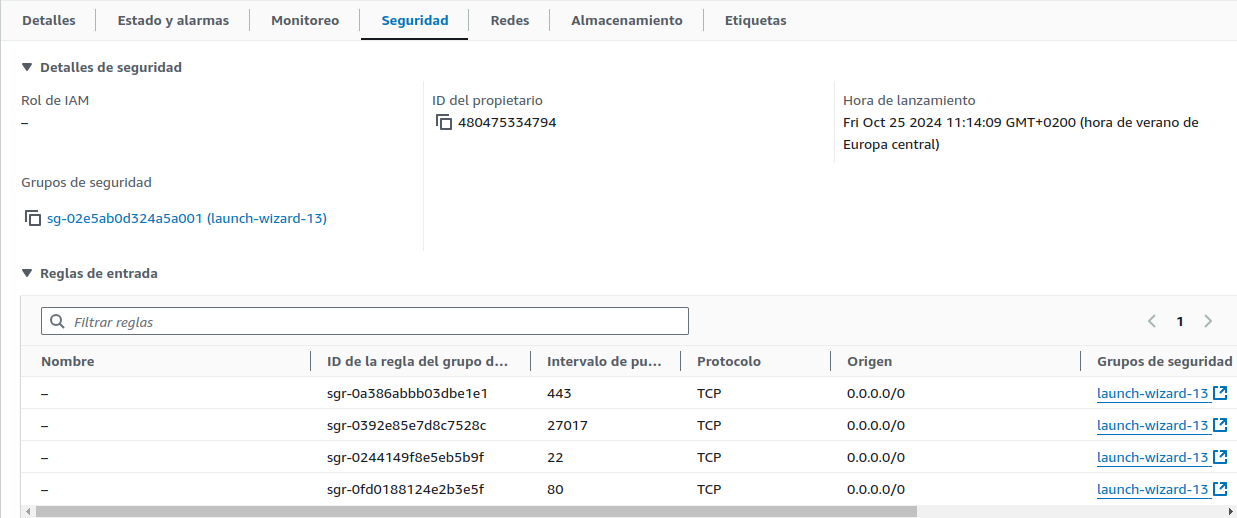 Detalles Estado y alarmas Monitoreo Seguridad Redes Almacenamiento Etiquetas
Detalles de seguridad
Rol de IAM ID del propietario Hora de lanzamiento
– 480475334794 Fri Oct 25 2024 11:14:09 GMT+0200 (hora de verano de
Europa central)
Grupos de seguridad
sg-02e5ab0d324a5a001 (launch-wizard-13)
Reglas de entrada
Filtrar reglas 1
Nombre ID de la regla del grupo d... Intervalo de pu... Protocolo Origen Grupos de seguridad
– sgr-0a386abbb03dbe1e1 443 TCP 0.0.0.0/0 launch-wizard-13
– sgr-0392e85e7d8c7528c 27017 TCP 0.0.0.0/0 launch-wizard-13
– sgr-0244149f8e5eb5b9f 22 TCP 0.0.0.0/0 launch-wizard-13
– sgr-0fd0188124e2b3e5f 80 TCP 0.0.0.0/0 launch-wizard-13